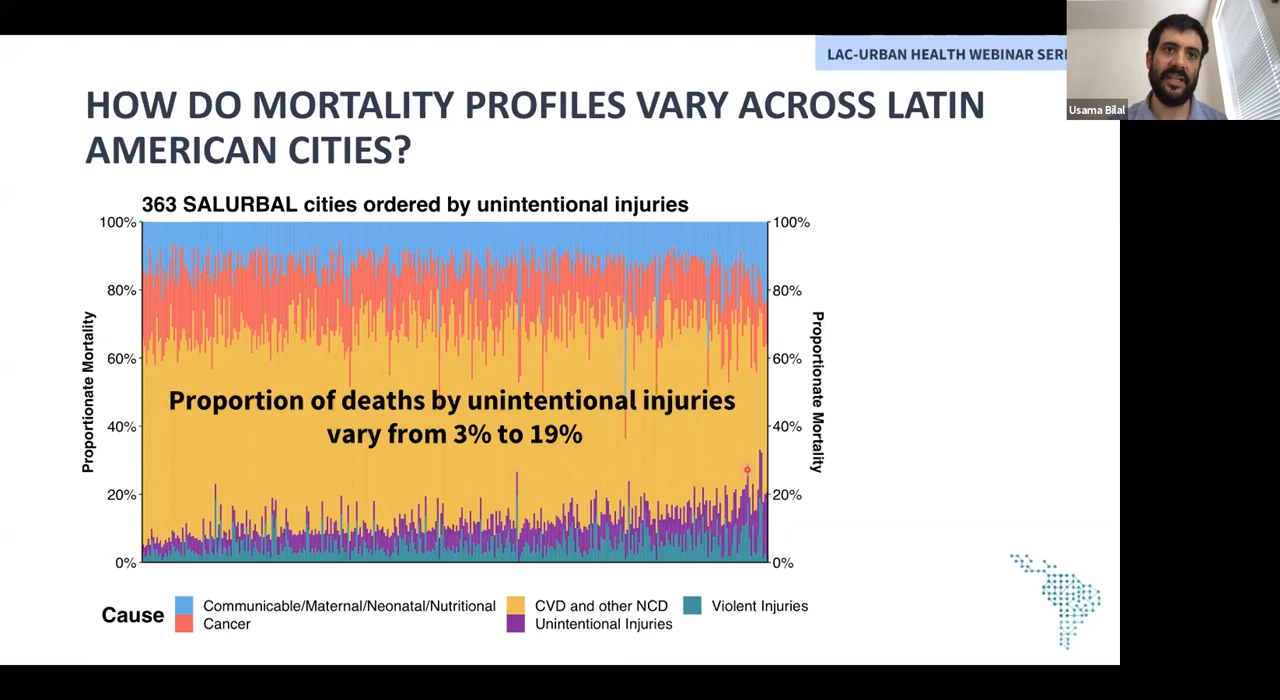 LAC-URBAN HEALTH WEBINAR SERI
Usama Bilal
HOW DO MORTALITY PROFILES VARY ACROSS LATIN
AMERICAN CITIES?
363 SALURBAL cities ordered by unintentional injuries
100%
80%
60%
40%
20%
0%
Proportionate Mortality
Proportion of deaths by unintentional injuries
vary from 3% to 19%
100%
80%
60%
40%
20%
0%
Proportionate Mortality
Cause
Communicable/Maternal/Neonatal/Nutritional
Cancer
CVD and other NCD
Unintentional Injuries
Violent Injuries